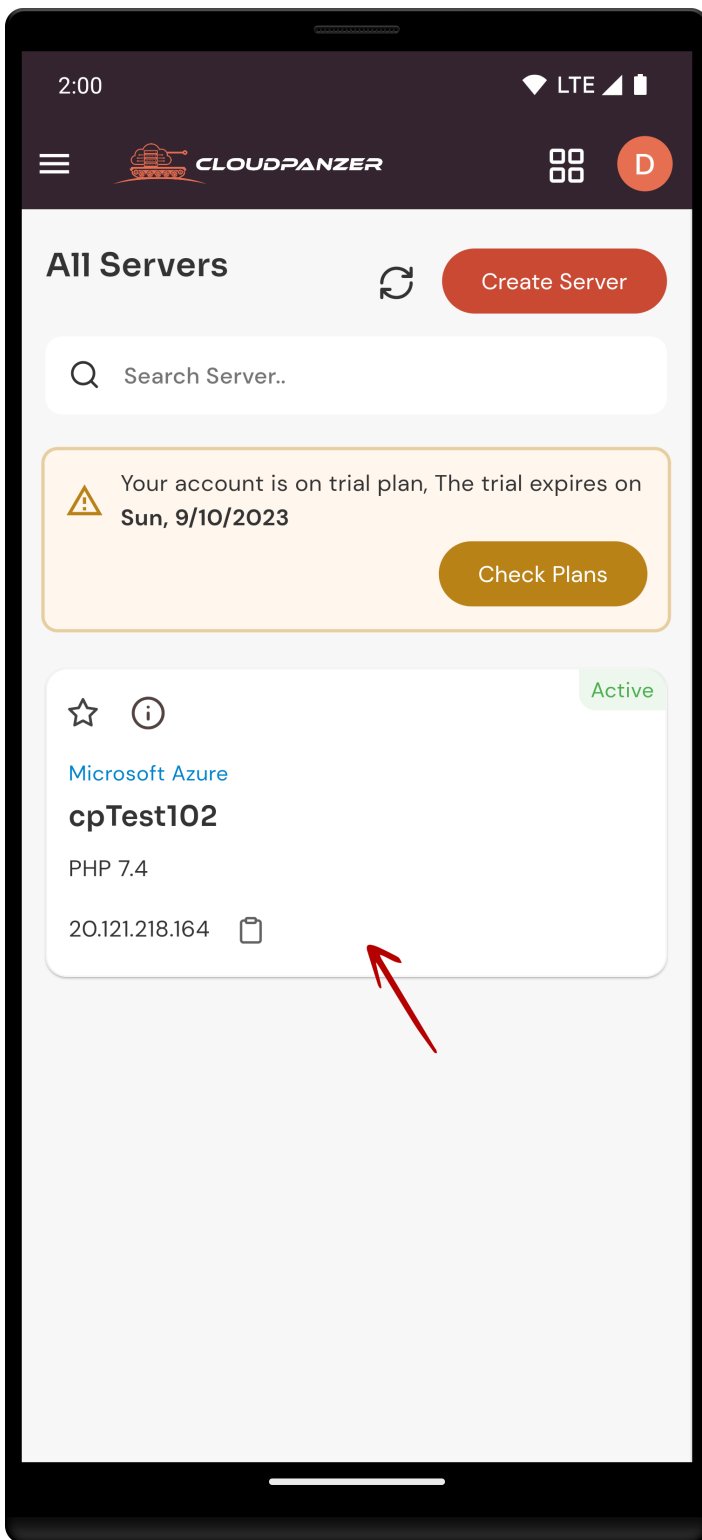 2:00
LTE
CLOUDPANZER
D
All Servers
Create Server
Search Server..
Your account is on trial plan, The trial expires on
Sun, 9/10/2023
Check Plans
Active
Microsoft Azure
cpTest102
PHP 7.4
20.121.218.164